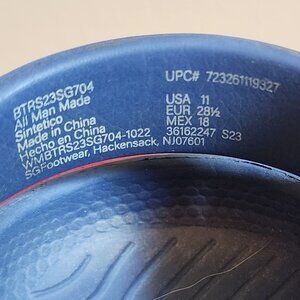 BTRS23SG704
All Man Made
Sintetico
Made in China
Hecho en China
WMBTRS23SG704-1022
SGFootwear, Hackensack, NJ07601
UPC# 723261119327
USA 11
EUR 28½
MEX 18
36162247 S23